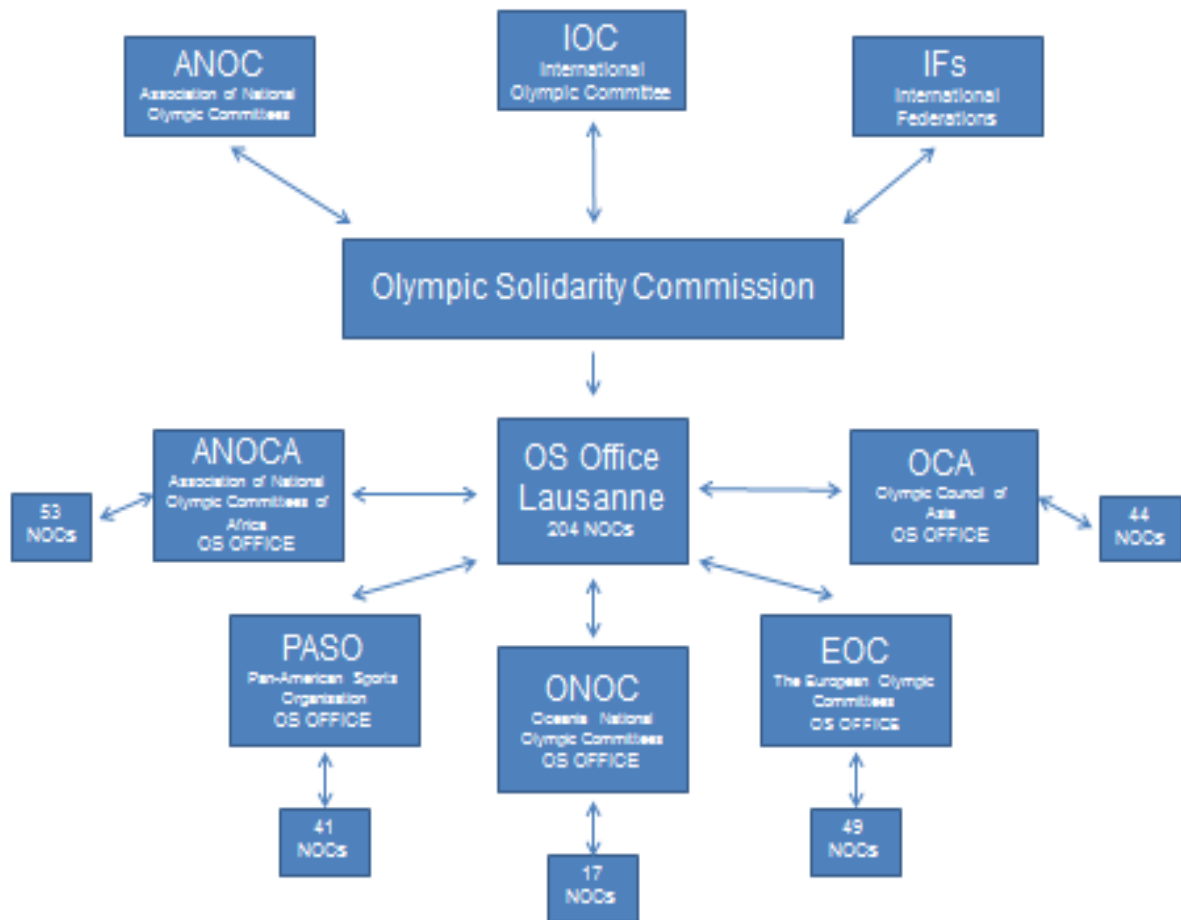 ANOC
Association of National
Olympic Committees
IOC
International
Olympic Committee
IFs
International
Federations
Olympic Solidarity Commission
ANOCA
Association of National
Olympic Committees of
Africa
OS OFFICE
53
NOCs
OS Office
Lausanne
204 NOCs
OCA
Olympic Council of
Asia
OS OFFICE
44
NOCs
PASO
Pan-American Sports
Organisation
OS OFFICE
ONOC
Oceania National
Olympic Committees
OS OFFICE
EOC
The European Olympic
Committees
OS OFFICE
41
NOCs
17
NOCs
49
NOCs